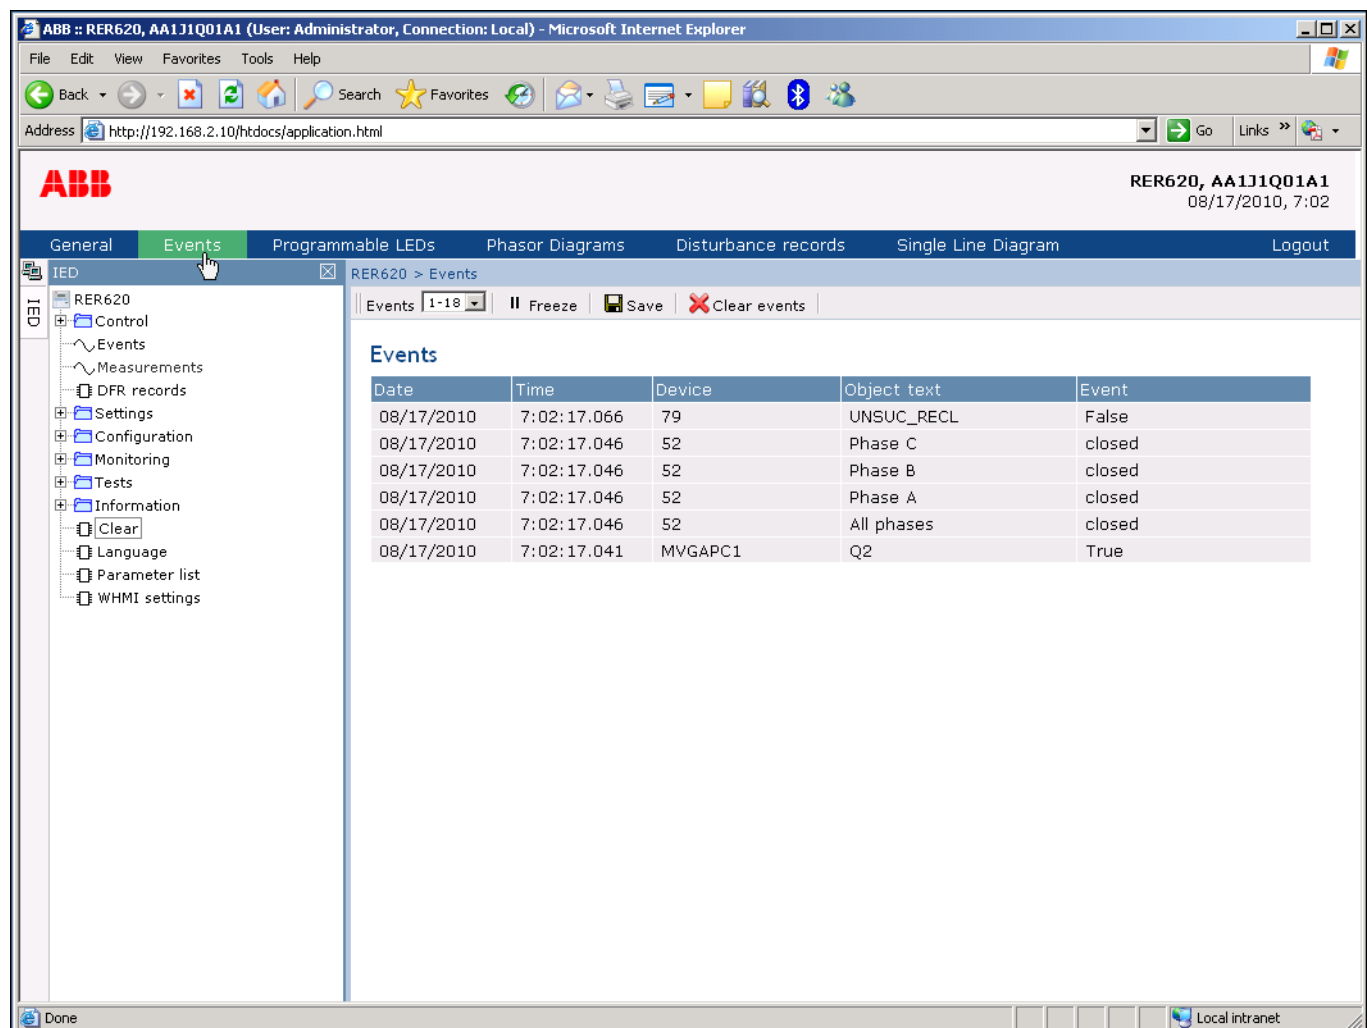 ABB :: RER620, AA1J1Q01A1 (User: Administrator, Connection: Local) - Microsoft Internet Explorer
File Edit View Favorites Tools Help
Back Search Favorites
Address http://192.168.2.10/htdocs/application.html Go Links »
ABB
RER620, AA1J1Q01A1
08/17/2010, 7:02
General Events Programmable LEDs Phasor Diagrams Disturbance records Single Line Diagram Logout
IED
IED
RER620
Control
Events
Measurements
DFR records
Settings
Configuration
Monitoring
Tests
Information
Clear
Language
Parameter list
WHMI settings
RER620 > Events
Events 1-18 Freeze Save Clear events
Events
Date Time Device Object text Event
08/17/2010 7:02:17.066 79 UNSUC_RECL False
08/17/2010 7:02:17.046 52 Phase C closed
08/17/2010 7:02:17.046 52 Phase B closed
08/17/2010 7:02:17.046 52 Phase A closed
08/17/2010 7:02:17.046 52 All phases closed
08/17/2010 7:02:17.041 MVGAPC1 Q2 True
Done Local intranet